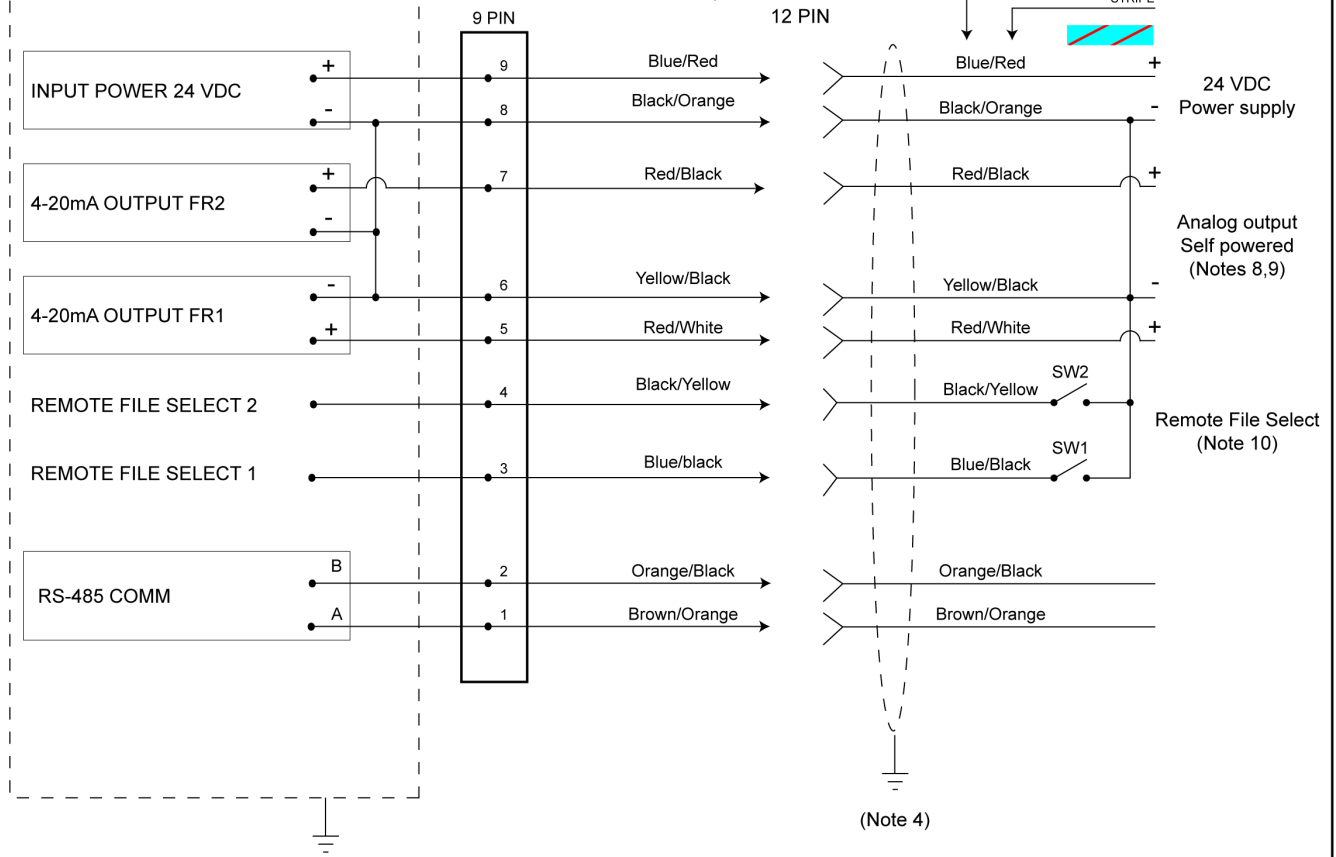 9 PIN
12 PIN
INPUT POWER 24 VDC
+
-
9
8
Blue/Red
Black/Orange
Blue/Red
Black/Orange
+
-
24 VDC
Power supply
4-20mA OUTPUT FR2
+
-
7
Red/Black
Red/Black
+
Analog output
Self powered
(Notes 8,9)
4-20mA OUTPUT FR1
-
+
6
5
Yellow/Black
Red/White
Yellow/Black
Red/White
-
+
REMOTE FILE SELECT 2
4
Black/Yellow
Black/Yellow
SW2
REMOTE FILE SELECT 1
3
Blue/black
Blue/Black
SW1
Remote File Select
(Note 10)
RS-485 COMM
B
A
2
1
Orange/Black
Brown/Orange
Orange/Black
Brown/Orange
(Note 4)